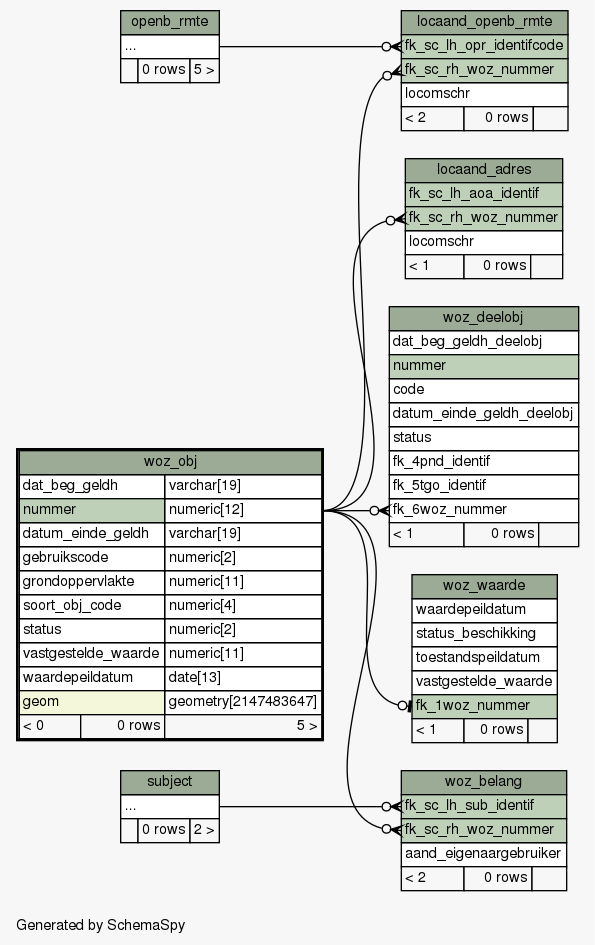 openb_rmte
...
0 rows 5 >
locaand_openb_rmte
fk_sc_lh_opr_identifcode
fk_sc_rh_woz_nummer
locomschr
< 2 0 rows
locaand_adres
fk_sc_lh_aoa_identif
fk_sc_rh_woz_nummer
locomschr
< 1 0 rows
woz_deelobj
dat_beg_geldh_deelobj
nummer
code
datum_einde_geldh_deelobj
status
fk_4pnd_identif
fk_5tgo_identif
fk_6woz_nummer
< 1 0 rows
woz_obj
dat_beg_geldh varchar[19]
nummer numeric[12]
datum_einde_geldh varchar[19]
gebruikscode numeric[2]
grondoppervlakte numeric[11]
soort_obj_code numeric[4]
status numeric[2]
vastgestelde_waarde numeric[11]
waardepeildatum date[13]
geom geometry[2147483647]
< 0 0 rows 5 >
woz_waarde
waardepeildatum
status_beschikking
toestandspeildatum
vastgestelde_waarde
fk_1woz_nummer
< 1 0 rows
subject
...
0 rows 2 >
woz_belang
fk_sc_lh_sub_identif
fk_sc_rh_woz_nummer
aand_eigenaargebruiker
< 2 0 rows
Generated by SchemaSpy